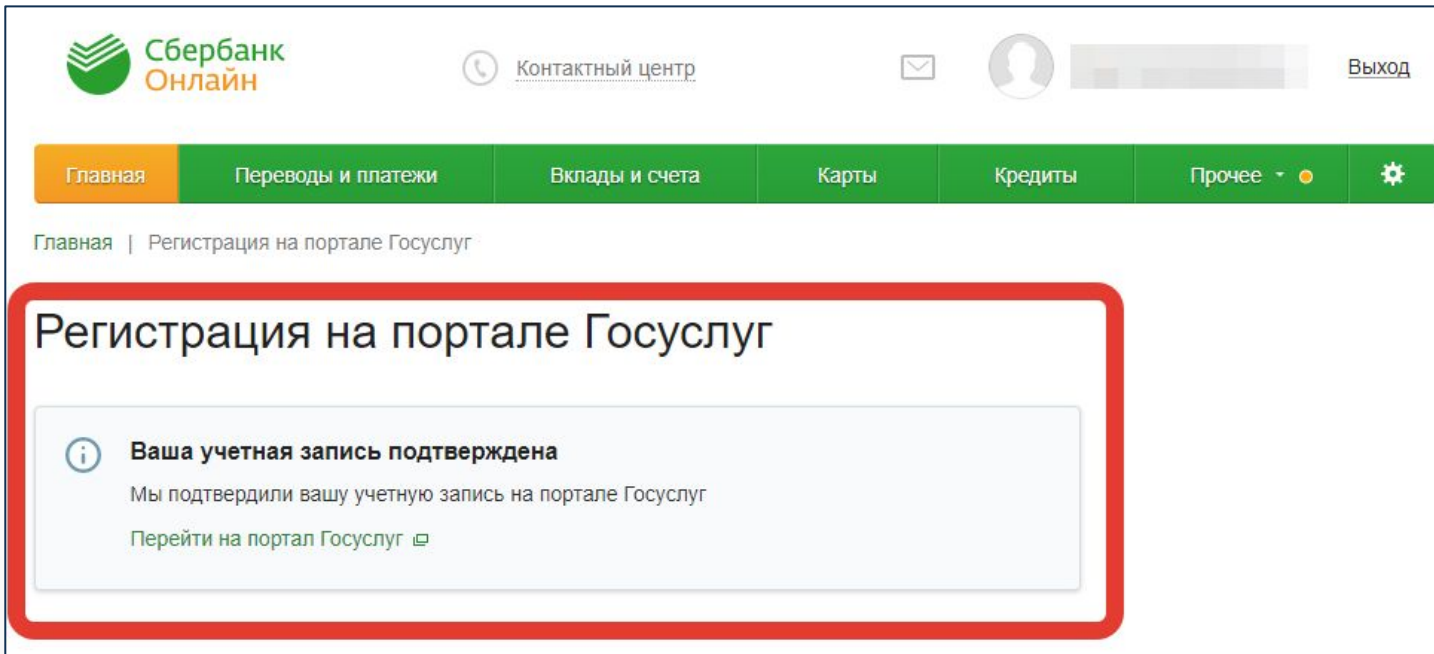 Сбербанк
Онлайн
Контактный центр
Выход
Главная Переводы и платежи Вклады и счета Карты Кредиты Прочее
Главная | Регистрация на портале Госуслуг
Регистрация на портале Госуслуг
Ваша учетная запись подтверждена
Мы подтвердили вашу учетную запись на портале Госуслуг
Перейти на портал Госуслуг